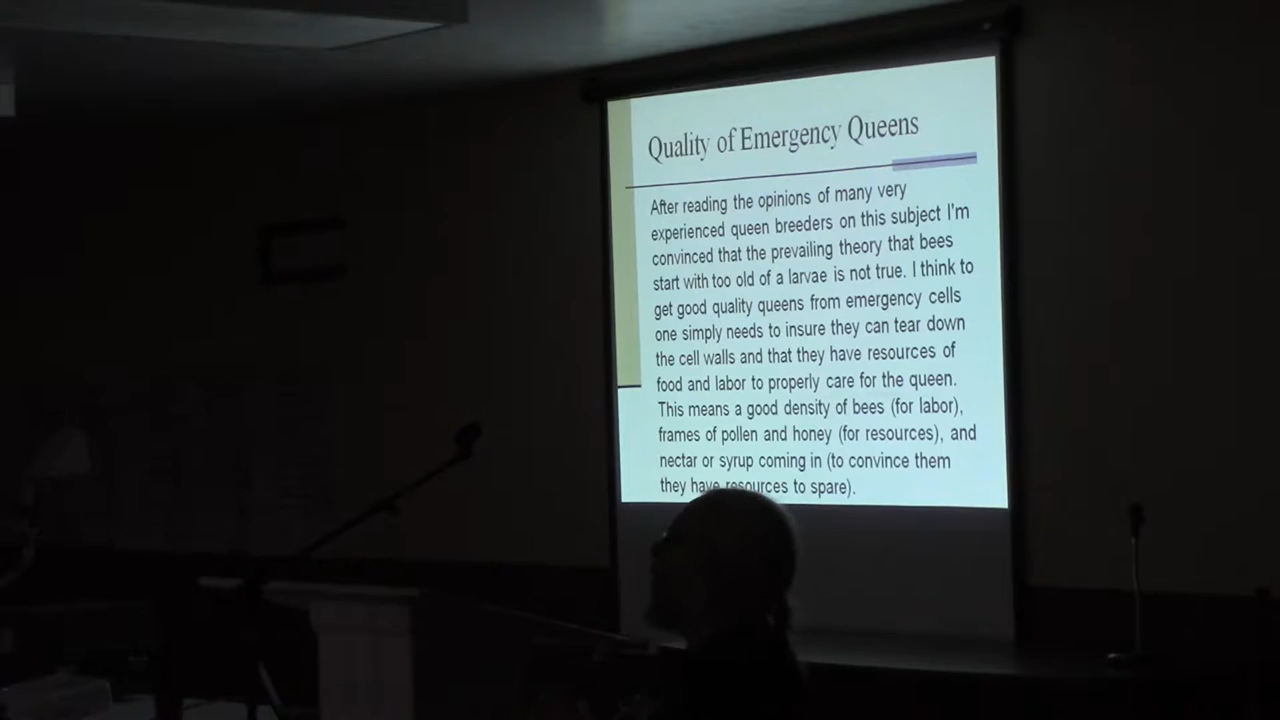 Quality of Emergency Queens
After reading the opinions of many very
experienced queen breeders on this subject I'm
convinced that the prevailing theory that bees
start with too old of a larvae is not true. I think to
get good quality queens from emergency cells
one simply needs to insure they can tear down
the cell walls and that they have resources of
food and labor to properly care for the queen.
This means a good density of bees (for labor),
frames of pollen and honey (for resources), and
nectar or syrup coming in (to convince them
they have resources to spare).